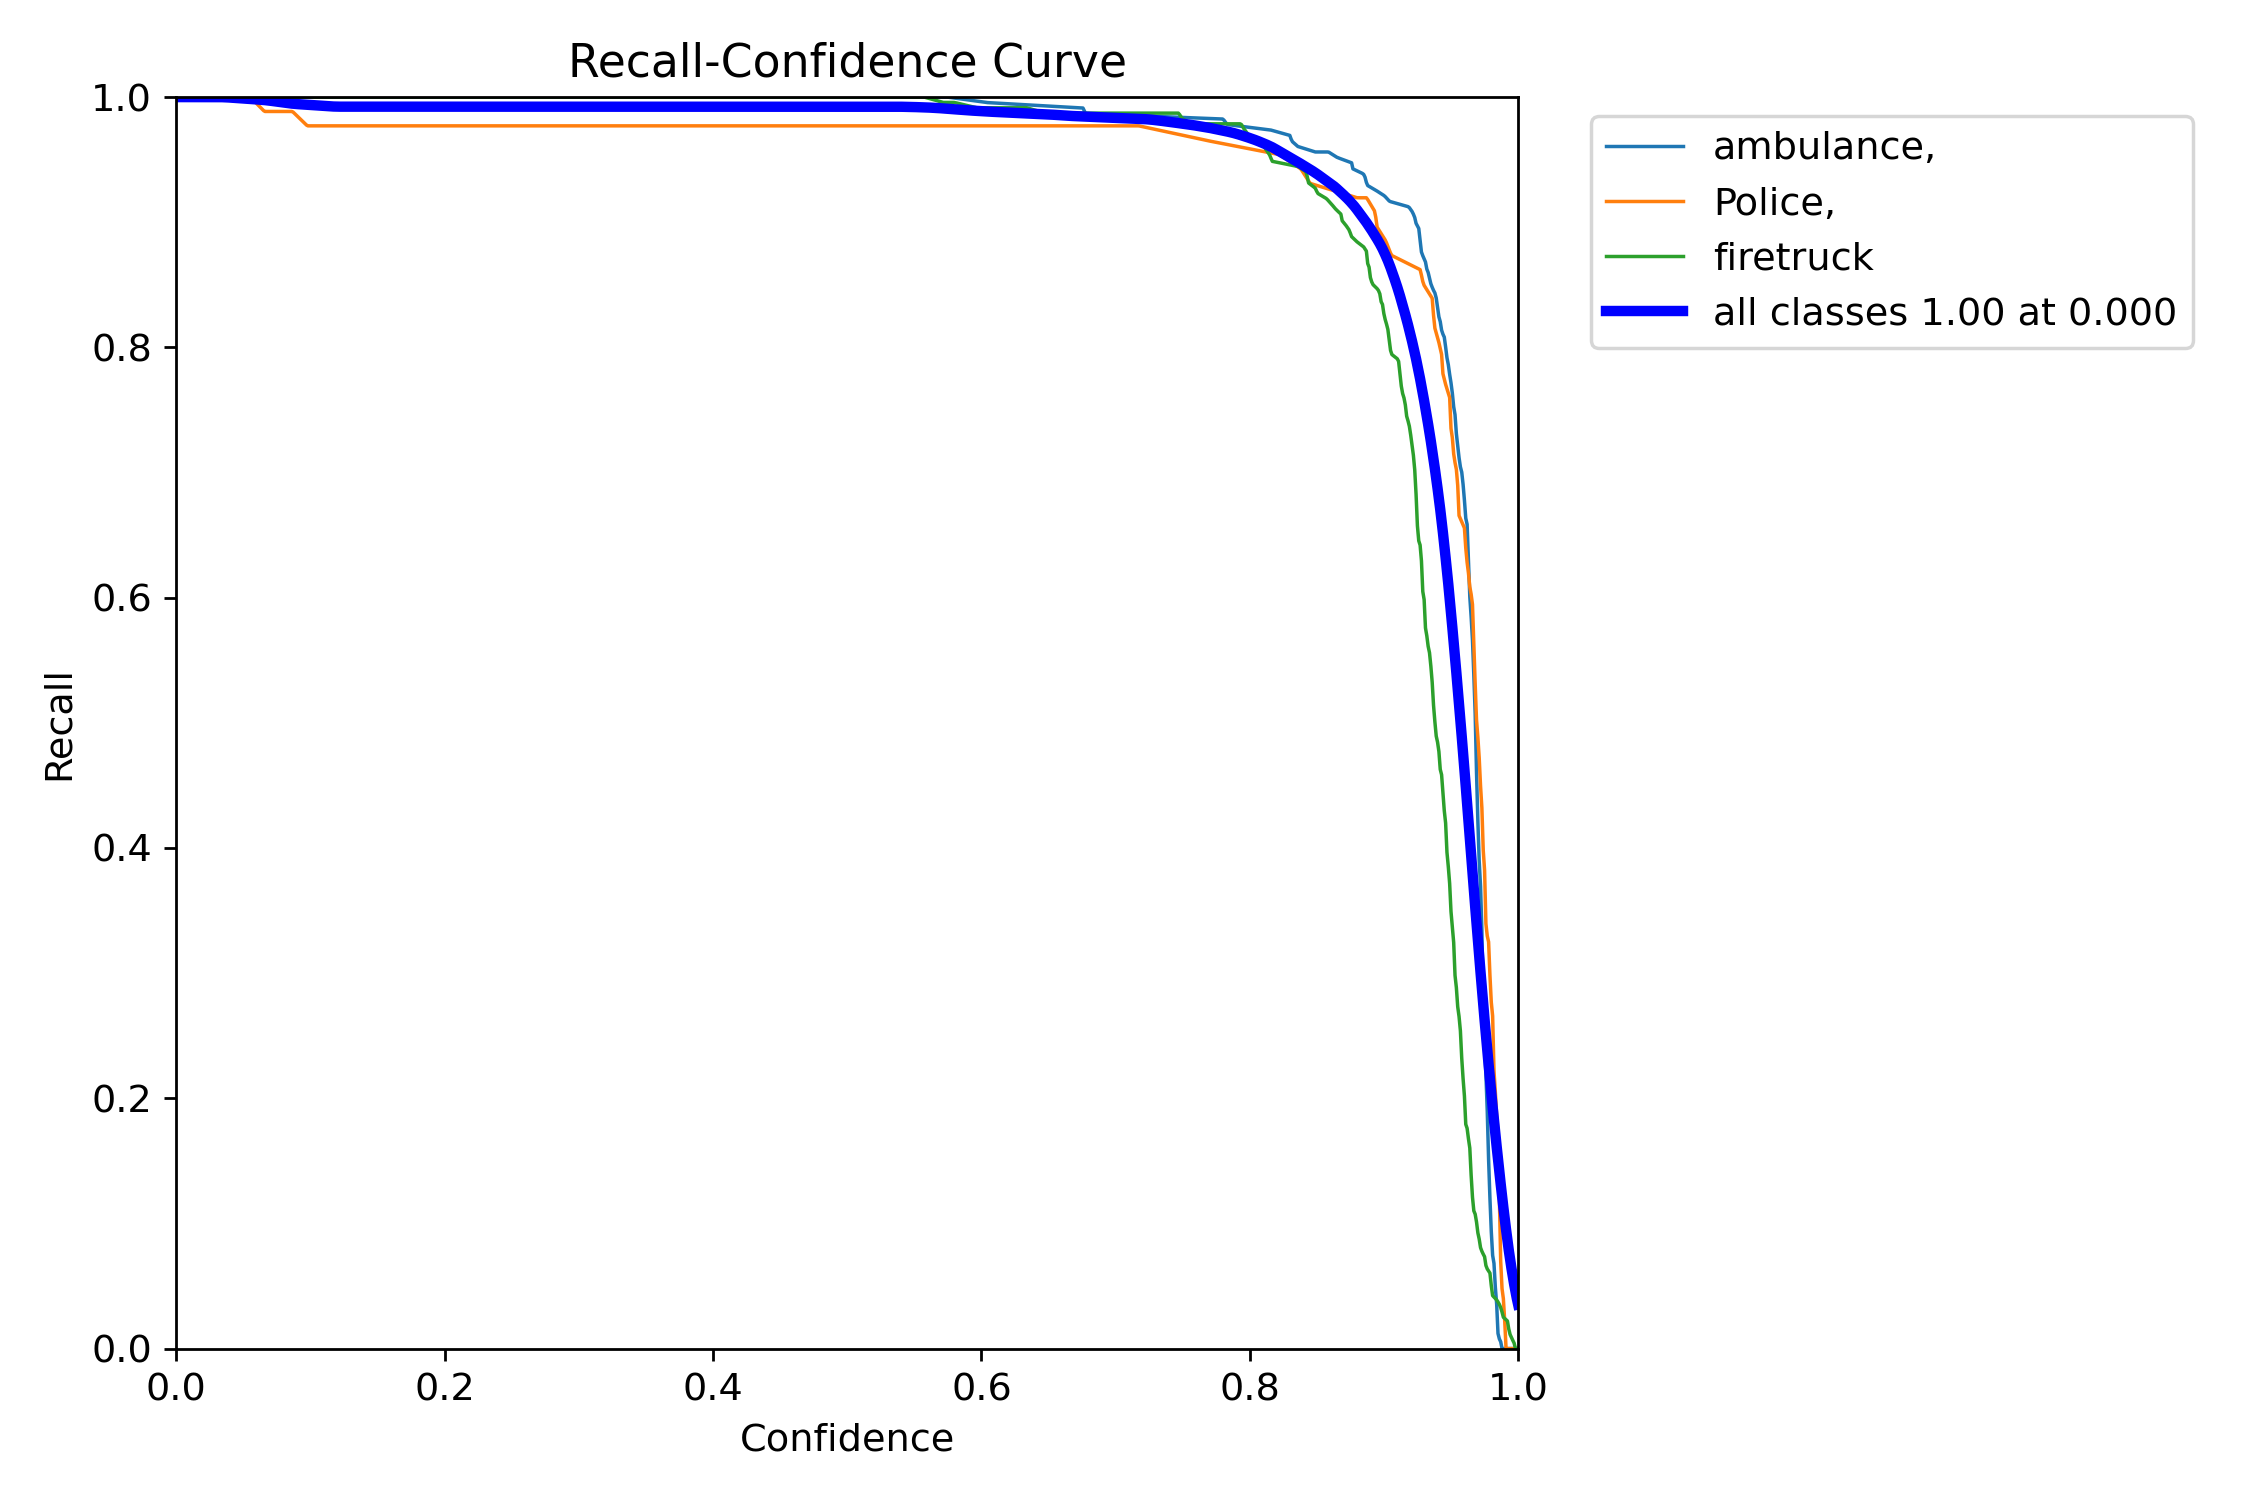 Recall-Confidence Curve
1.0
0.8
0.6
0.4
0.2
0.0
Recall
0.0 0.2 0.4 0.6 0.8 1.0
Confidence
ambulance,
Police,
firetruck
all classes 1.00 at 0.000